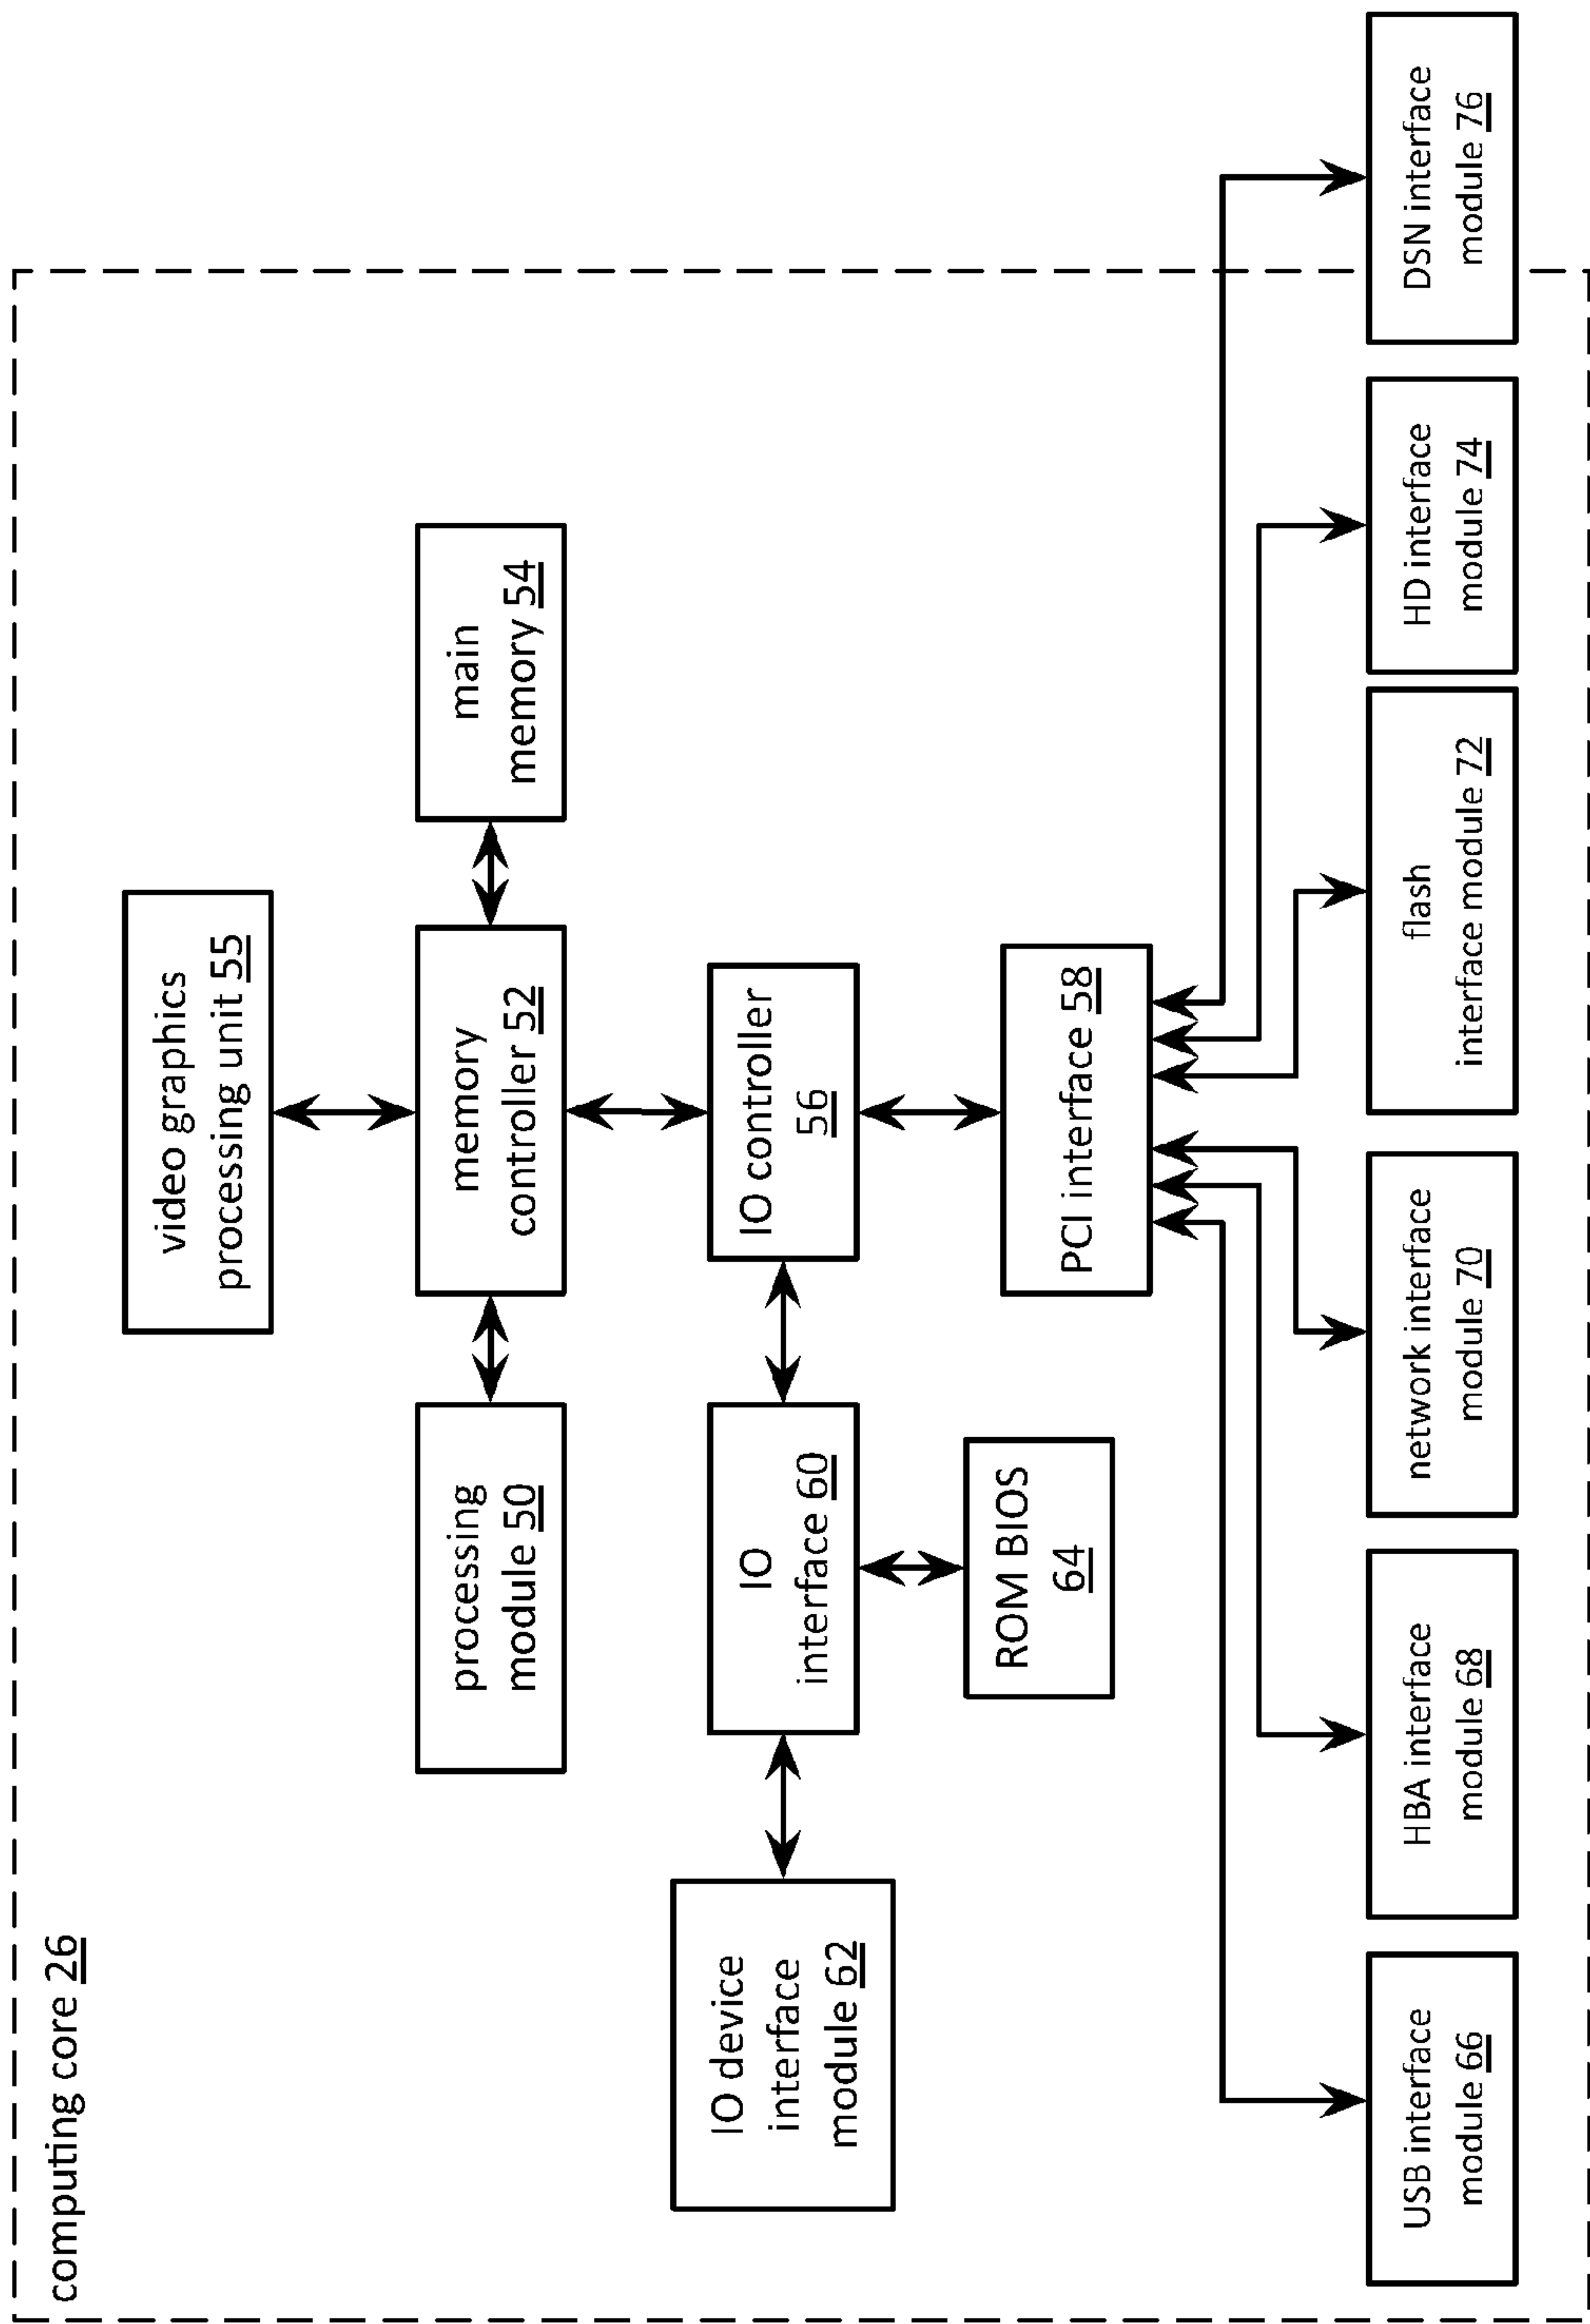 computing core 26
video graphics
processing unit 55
processing
module 50
memory
controller 52
main
memory 54
IO device
interface
module 62
IO
interface 60
IO controller
56
ROM BIOS
64
PCI interface 58
USB interface
module 66
HBA interface
module 68
network interface
module 70
flash
interface module 72
HD interface
module 74
DSN interface
module 76